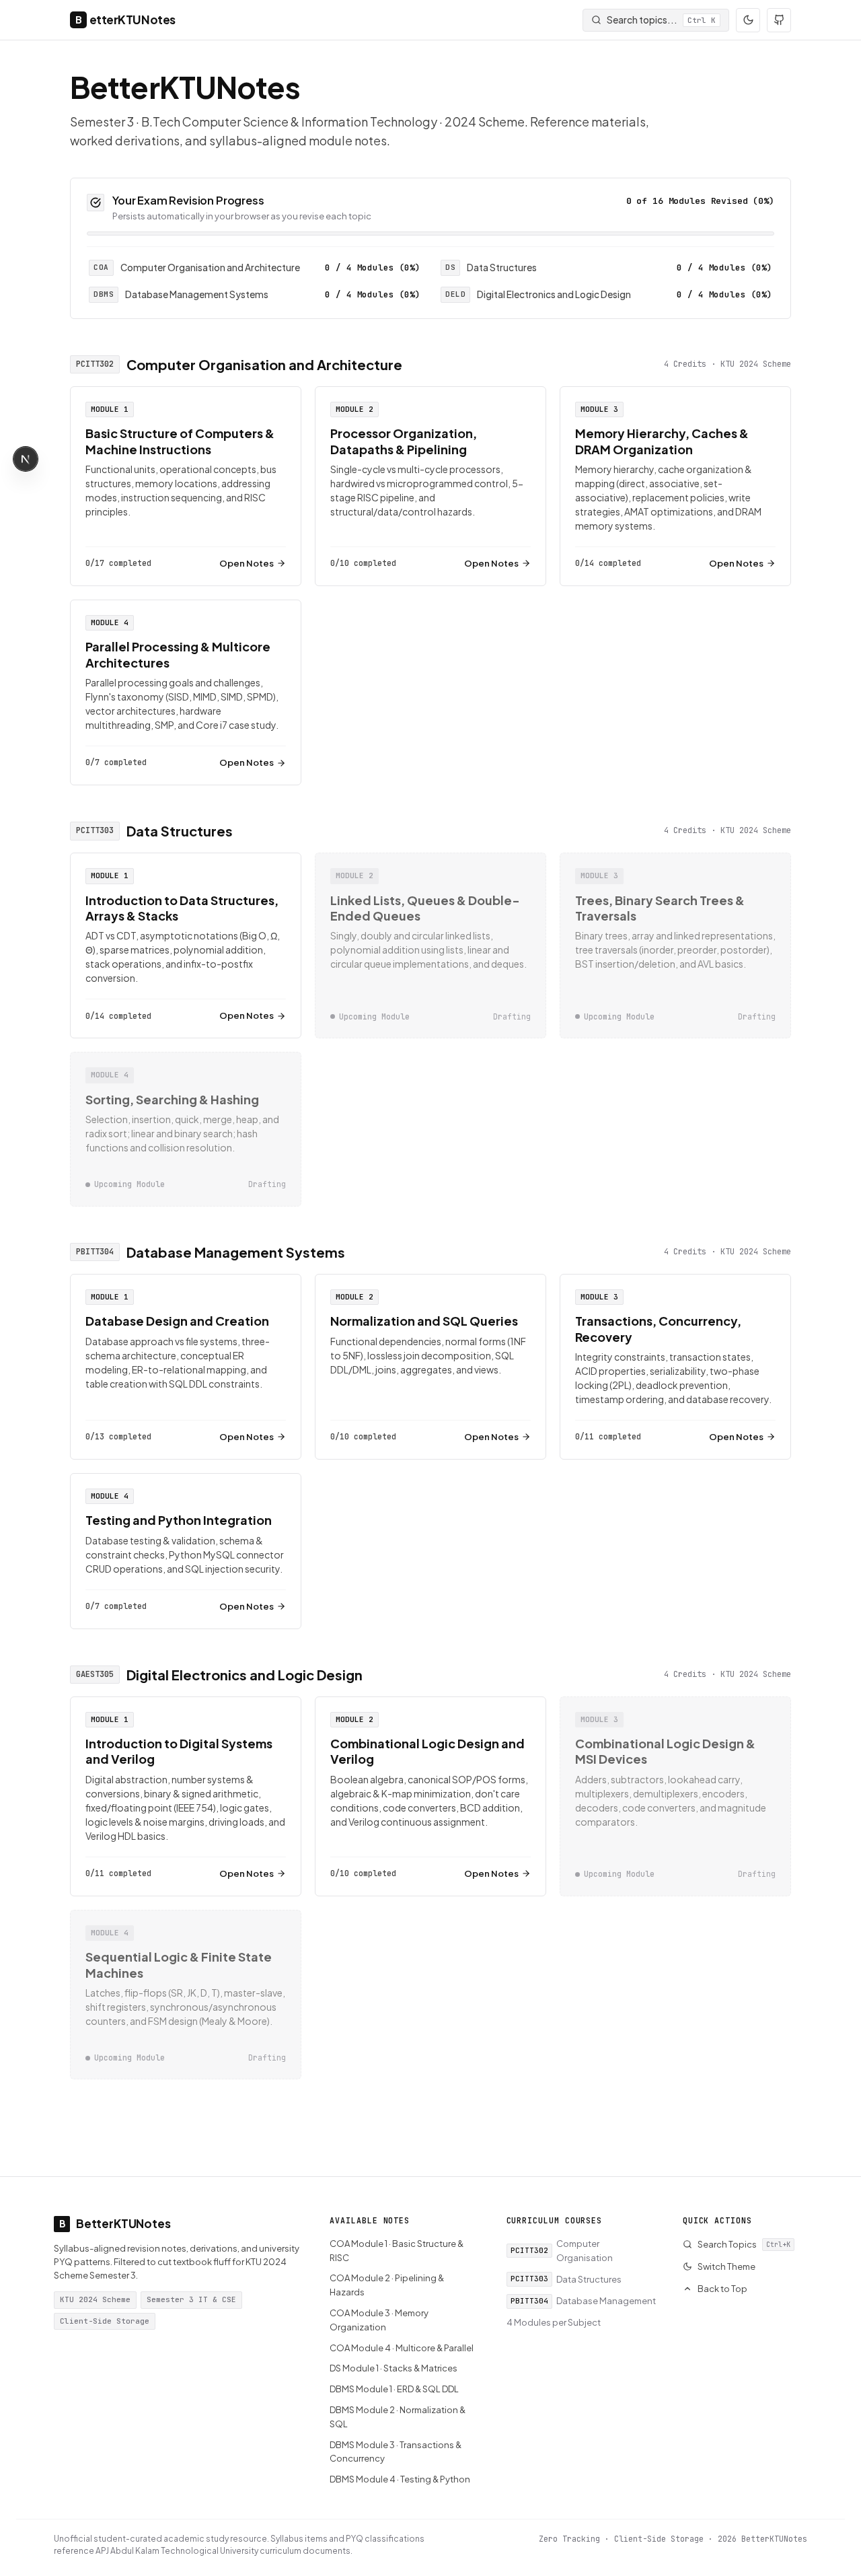 B etterKTUNotes
Search topics... Ctrl K
BetterKTUNotes
Semester 3 · B.Tech Computer Science & Information Technology · 2024 Scheme. Reference materials,
worked derivations, and syllabus-aligned module notes.
Your Exam Revision Progress
0 of 16 Modules Revised (0%)
Persists automatically in your browser as you revise each topic
COA Computer Organisation and Architecture 0 / 4 Modules (0%)
DS Data Structures 0 / 4 Modules (0%)
DBMS Database Management Systems 0 / 4 Modules (0%)
DELD Digital Electronics and Logic Design 0 / 4 Modules (0%)
PCITT302 Computer Organisation and Architecture
4 Credits · KTU 2024 Scheme
MODULE 1
Basic Structure of Computers &
Machine Instructions
Functional units, operational concepts, bus
structures, memory locations, addressing
modes, instruction sequencing, and RISC
principles.
0/17 completed Open Notes →
MODULE 2
Processor Organization,
Datapaths & Pipelining
Single-cycle vs multi-cycle processors,
hardwired vs microprogrammed control, 5-
stage RISC pipeline, and
structural/data/control hazards.
0/10 completed Open Notes →
MODULE 3
Memory Hierarchy, Caches &
DRAM Organization
Memory hierarchy, cache organization &
mapping (direct, associative, set-
associative), replacement policies, write
strategies, AMAT optimizations, and DRAM
memory systems.
0/14 completed Open Notes →
N
MODULE 4
Parallel Processing & Multicore
Architectures
Parallel processing goals and challenges,
Flynn's taxonomy (SISD, MIMD, SIMD, SPMD),
vector architectures, hardware
multithreading, SMP, and Core i7 case study.
0/7 completed Open Notes →
PCITT303 Data Structures
4 Credits · KTU 2024 Scheme
MODULE 1
Introduction to Data Structures,
Arrays & Stacks
ADT vs CDT, asymptotic notations (Big O, Ω,
Θ), sparse matrices, polynomial addition,
stack operations, and infix-to-postfix
conversion.
0/14 completed Open Notes →
MODULE 2
Linked Lists, Queues & Double-
Ended Queues
Singly, doubly and circular linked lists,
polynomial addition using lists, linear and
circular queue implementations, and deques.
Upcoming Module Drafting
MODULE 3
Trees, Binary Search Trees &
Traversals
Binary trees, array and linked representations,
tree traversals (inorder, preorder, postorder),
BST insertion/deletion, and AVL basics.
Upcoming Module Drafting
MODULE 4
Sorting, Searching & Hashing
Selection, insertion, quick, merge, heap, and
radix sort; linear and binary search; hash
functions and collision resolution.
Upcoming Module Drafting
PBITT304 Database Management Systems
4 Credits · KTU 2024 Scheme
MODULE 1
Database Design and Creation
Database approach vs file systems, three-
schema architecture, conceptual ER
modeling, ER-to-relational mapping, and
table creation with SQL DDL constraints.
0/13 completed Open Notes →
MODULE 2
Normalization and SQL Queries
Functional dependencies, normal forms (1NF
to 5NF), lossless join decomposition, SQL
DDL/DML, joins, aggregates, and views.
0/10 completed Open Notes →
MODULE 3
Transactions, Concurrency,
Recovery
Integrity constraints, transaction states,
ACID properties, serializability, two-phase
locking (2PL), deadlock prevention,
timestamp ordering, and database recovery.
0/11 completed Open Notes →
MODULE 4
Testing and Python Integration
Database testing & validation, schema &
constraint checks, Python MySQL connector
CRUD operations, and SQL injection security.
0/7 completed Open Notes →
GAEST305 Digital Electronics and Logic Design
4 Credits · KTU 2024 Scheme
MODULE 1
Introduction to Digital Systems
and Verilog
Digital abstraction, number systems &
conversions, binary & signed arithmetic,
fixed/floating point (IEEE 754), logic gates,
logic levels & noise margins, driving loads, and
Verilog HDL basics.
0/11 completed Open Notes →
MODULE 2
Combinational Logic Design and
Verilog
Boolean algebra, canonical SOP/POS forms,
algebraic & K-map minimization, don't care
conditions, code converters, BCD addition,
and Verilog continuous assignment.
0/10 completed Open Notes →
MODULE 3
Combinational Logic Design &
MSI Devices
Adders, subtractors, lookahead carry,
multiplexers, demultiplexers, encoders,
decoders, code converters, and magnitude
comparators.
Upcoming Module Drafting
MODULE 4
Sequential Logic & Finite State
Machines
Latches, flip-flops (SR, JK, D, T), master-slave,
shift registers, synchronous/asynchronous
counters, and FSM design (Mealy & Moore).
Upcoming Module Drafting
B BetterKTUNotes
Syllabus-aligned revision notes, derivations, and university
PYQ patterns. Filtered to cut textbook fluff for KTU 2024
Scheme Semester 3.
KTU 2024 Scheme Semester 3 IT & CSE
Client-Side Storage
AVAILABLE NOTES
COA Module 1 · Basic Structure &
RISC
COA Module 2 · Pipelining &
Hazards
COA Module 3 · Memory
Organization
COA Module 4 · Multicore & Parallel
DS Module 1 · Stacks & Matrices
DBMS Module 1 · ERD & SQL DDL
DBMS Module 2 · Normalization &
SQL
DBMS Module 3 · Transactions &
Concurrency
DBMS Module 4 · Testing & Python
CURRICULUM COURSES
PCITT302 Computer
Organisation
PCITT303 Data Structures
PBITT304 Database Management
4 Modules per Subject
QUICK ACTIONS
Search Topics Ctrl+K
Switch Theme
Back to Top
Unofficial student-curated academic study resource. Syllabus items and PYQ classifications
reference APJ Abdul Kalam Technological University curriculum documents.
Zero Tracking · Client-Side Storage · 2026 BetterKTUNotes